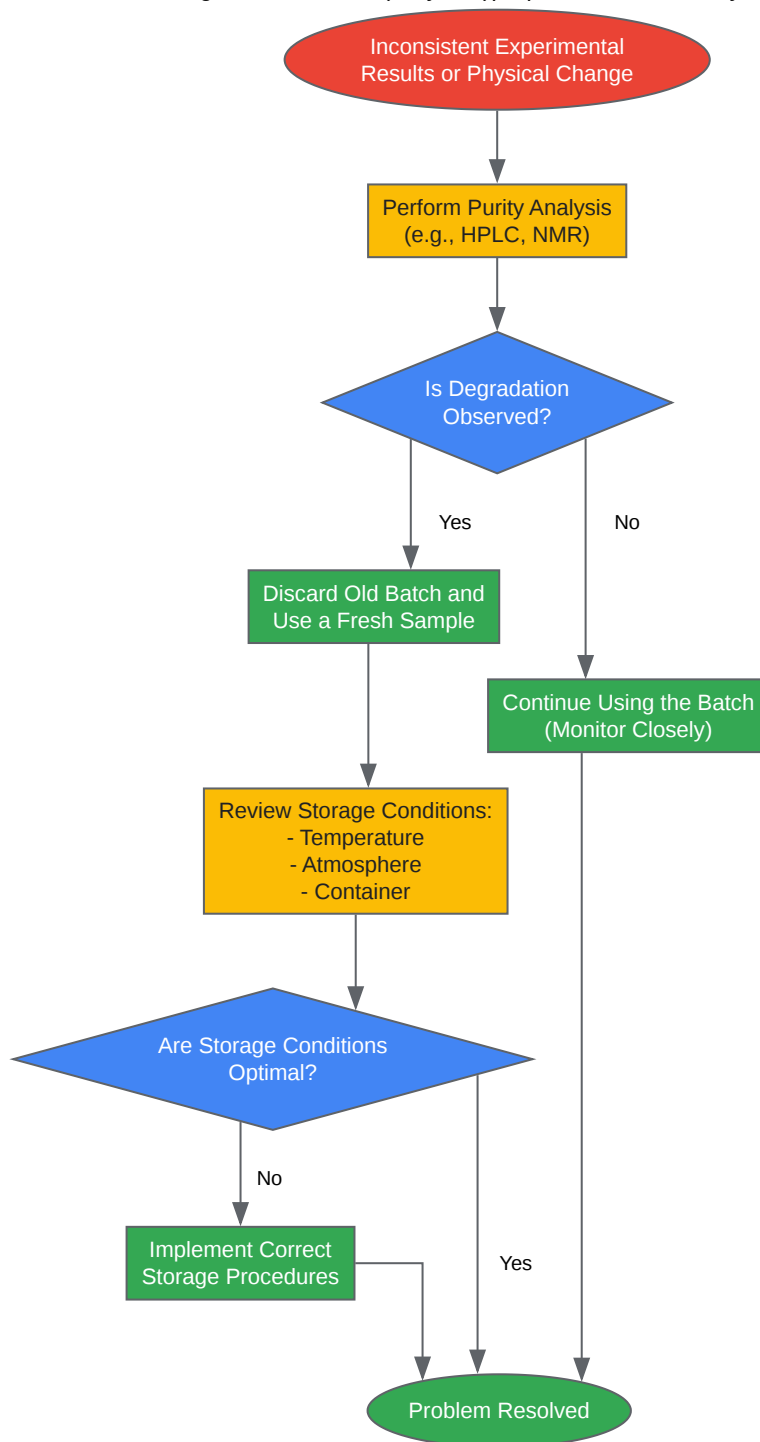 Inconsistent Experimental
Results or Physical Change
Perform Purity Analysis
(e.g., HPLC, NMR)
Is Degradation
Observed?
Yes
No
Discard Old Batch and
Use a Fresh Sample
Continue Using the Batch
(Monitor Closely)
Review Storage Conditions:
- Temperature
- Atmosphere
- Container
Are Storage Conditions
Optimal?
No
Implement Correct
Storage Procedures
Yes
Problem Resolved